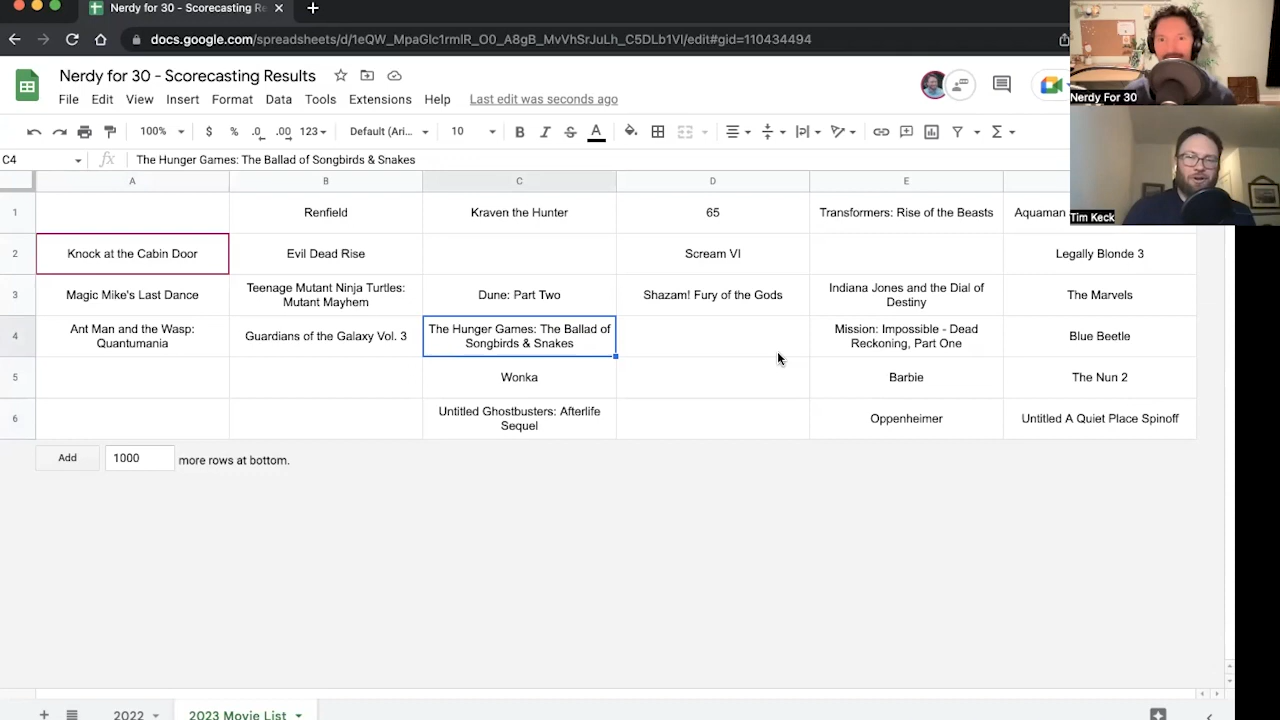 Nerdy for 30 - Scorecasting Re
docs.google.com/spreadsheets/d/
/edit#gid=110434494
Nerdy for 30 - Scorecasting Results
File Edit View Insert Format Data Tools Extensions Help Last edit was seconds ago
100% $ % .0 .00 123 Default (Ari... 10 B I S A
C4 fx The Hunger Games: The Ballad of Songbirds & Snakes
A B C D E
1 Renfield Kraven the Hunter 65 Transformers: Rise of the Beasts Aquaman
2 Knock at the Cabin Door Evil Dead Rise Scream VI Legally Blonde 3
3 Magic Mike's Last Dance Teenage Mutant Ninja Turtles: Mutant Mayhem Dune: Part Two Shazam! Fury of the Gods Indiana Jones and the Dial of Destiny The Marvels
4 Ant Man and the Wasp: Quantumania Guardians of the Galaxy Vol. 3 The Hunger Games: The Ballad of Songbirds & Snakes Mission: Impossible - Dead Reckoning, Part One Blue Beetle
5 Wonka Barbie The Nun 2
6 Untitled Ghostbusters: Afterlife Sequel Oppenheimer Untitled A Quiet Place Spinoff
Add 1000 more rows at bottom.
2022 2023 Movie List
Nerdy For 30
Tim Keck